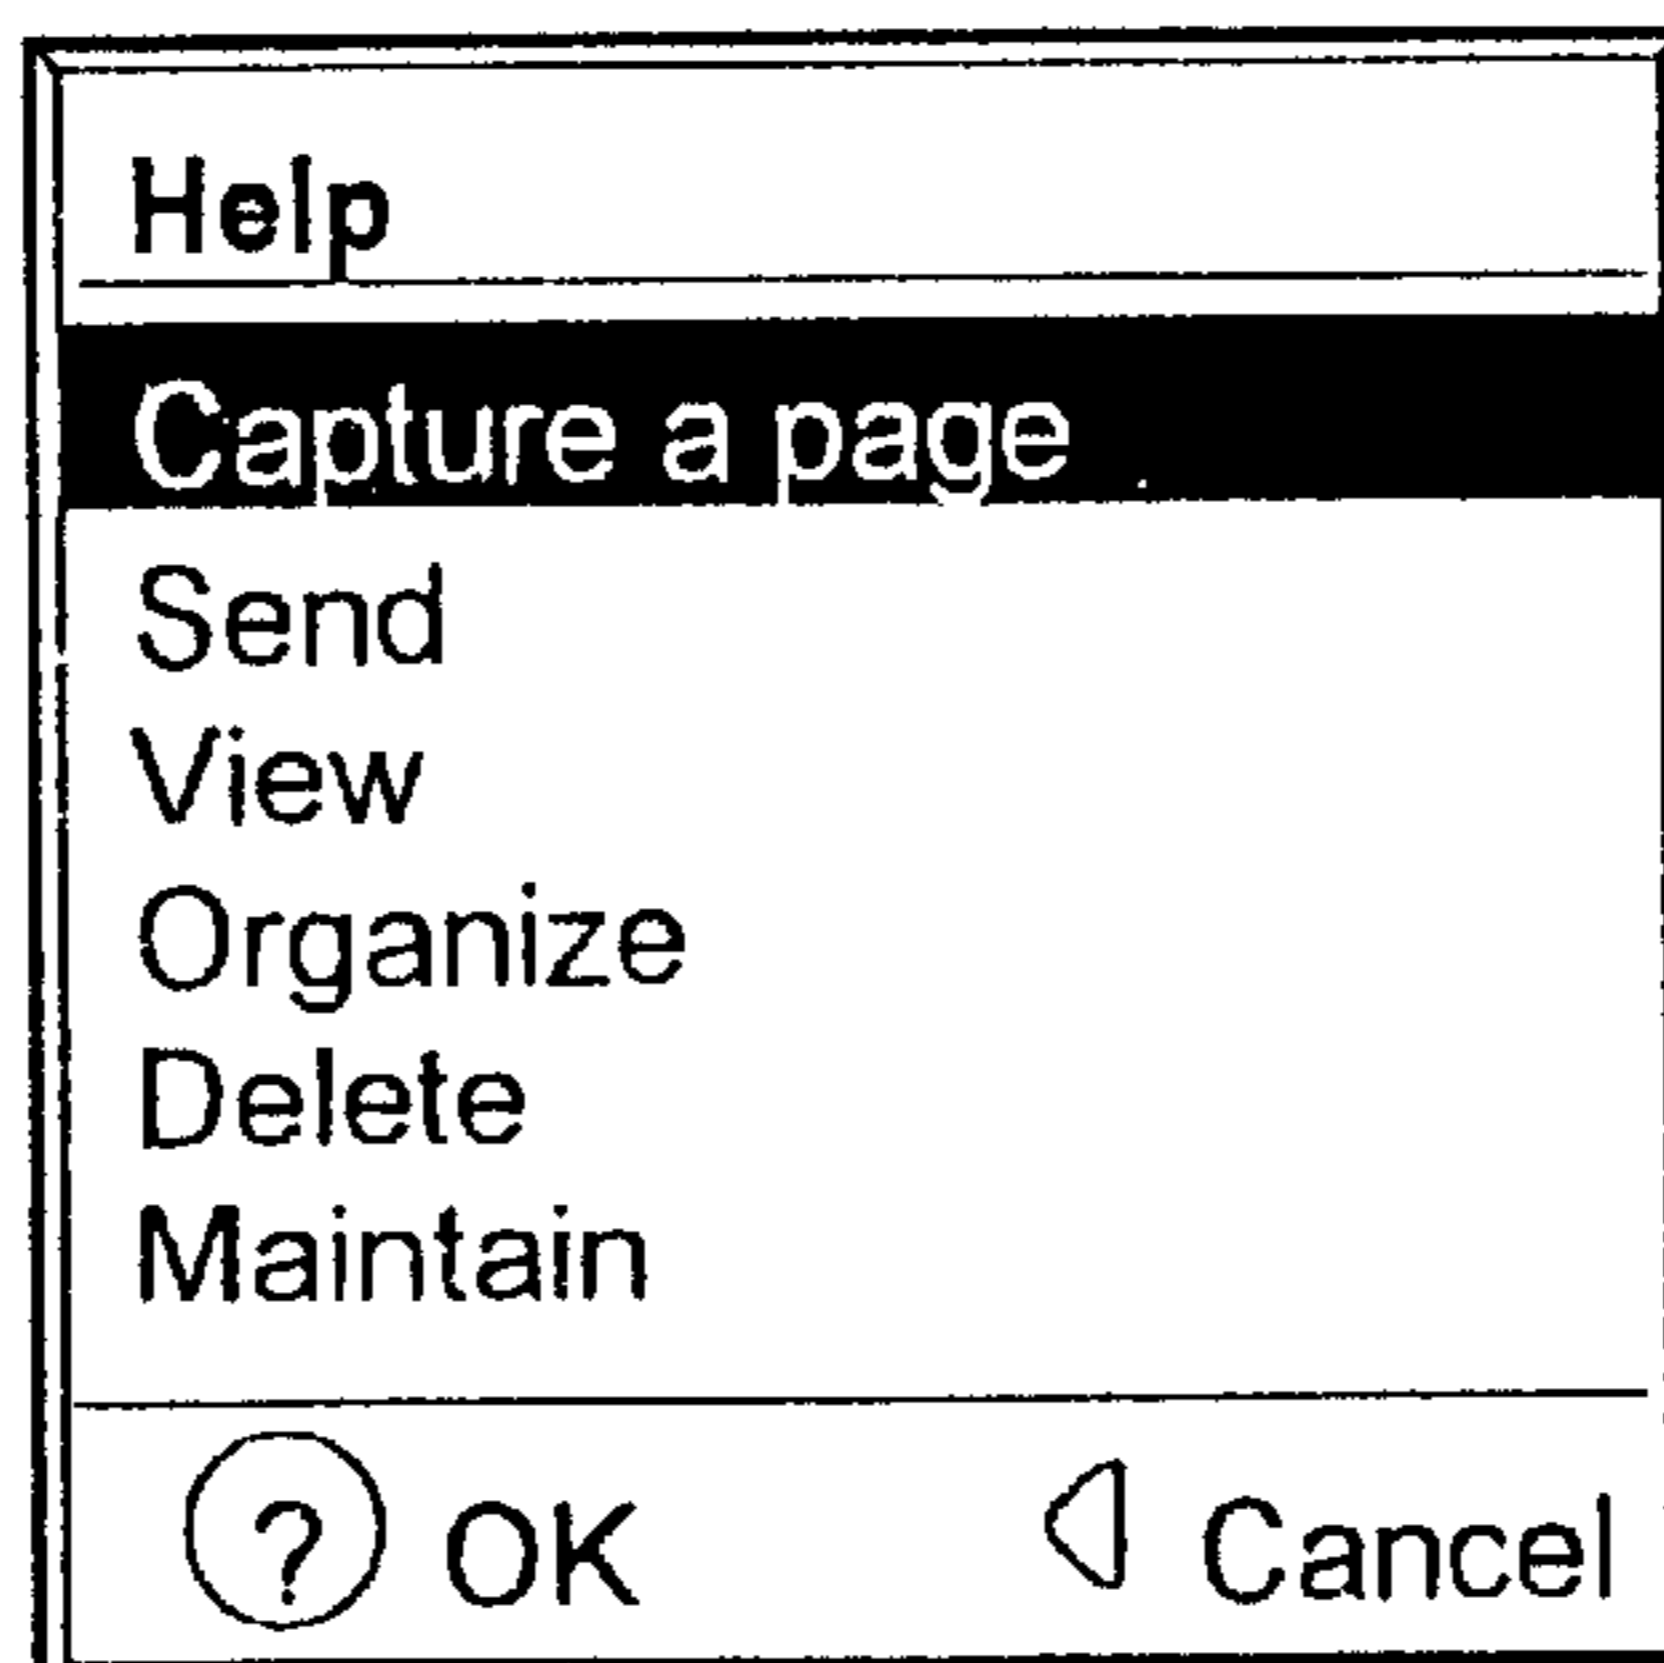 Help
Capture a page
Send
View
Organize
Delete
Maintain
? OK Cancel